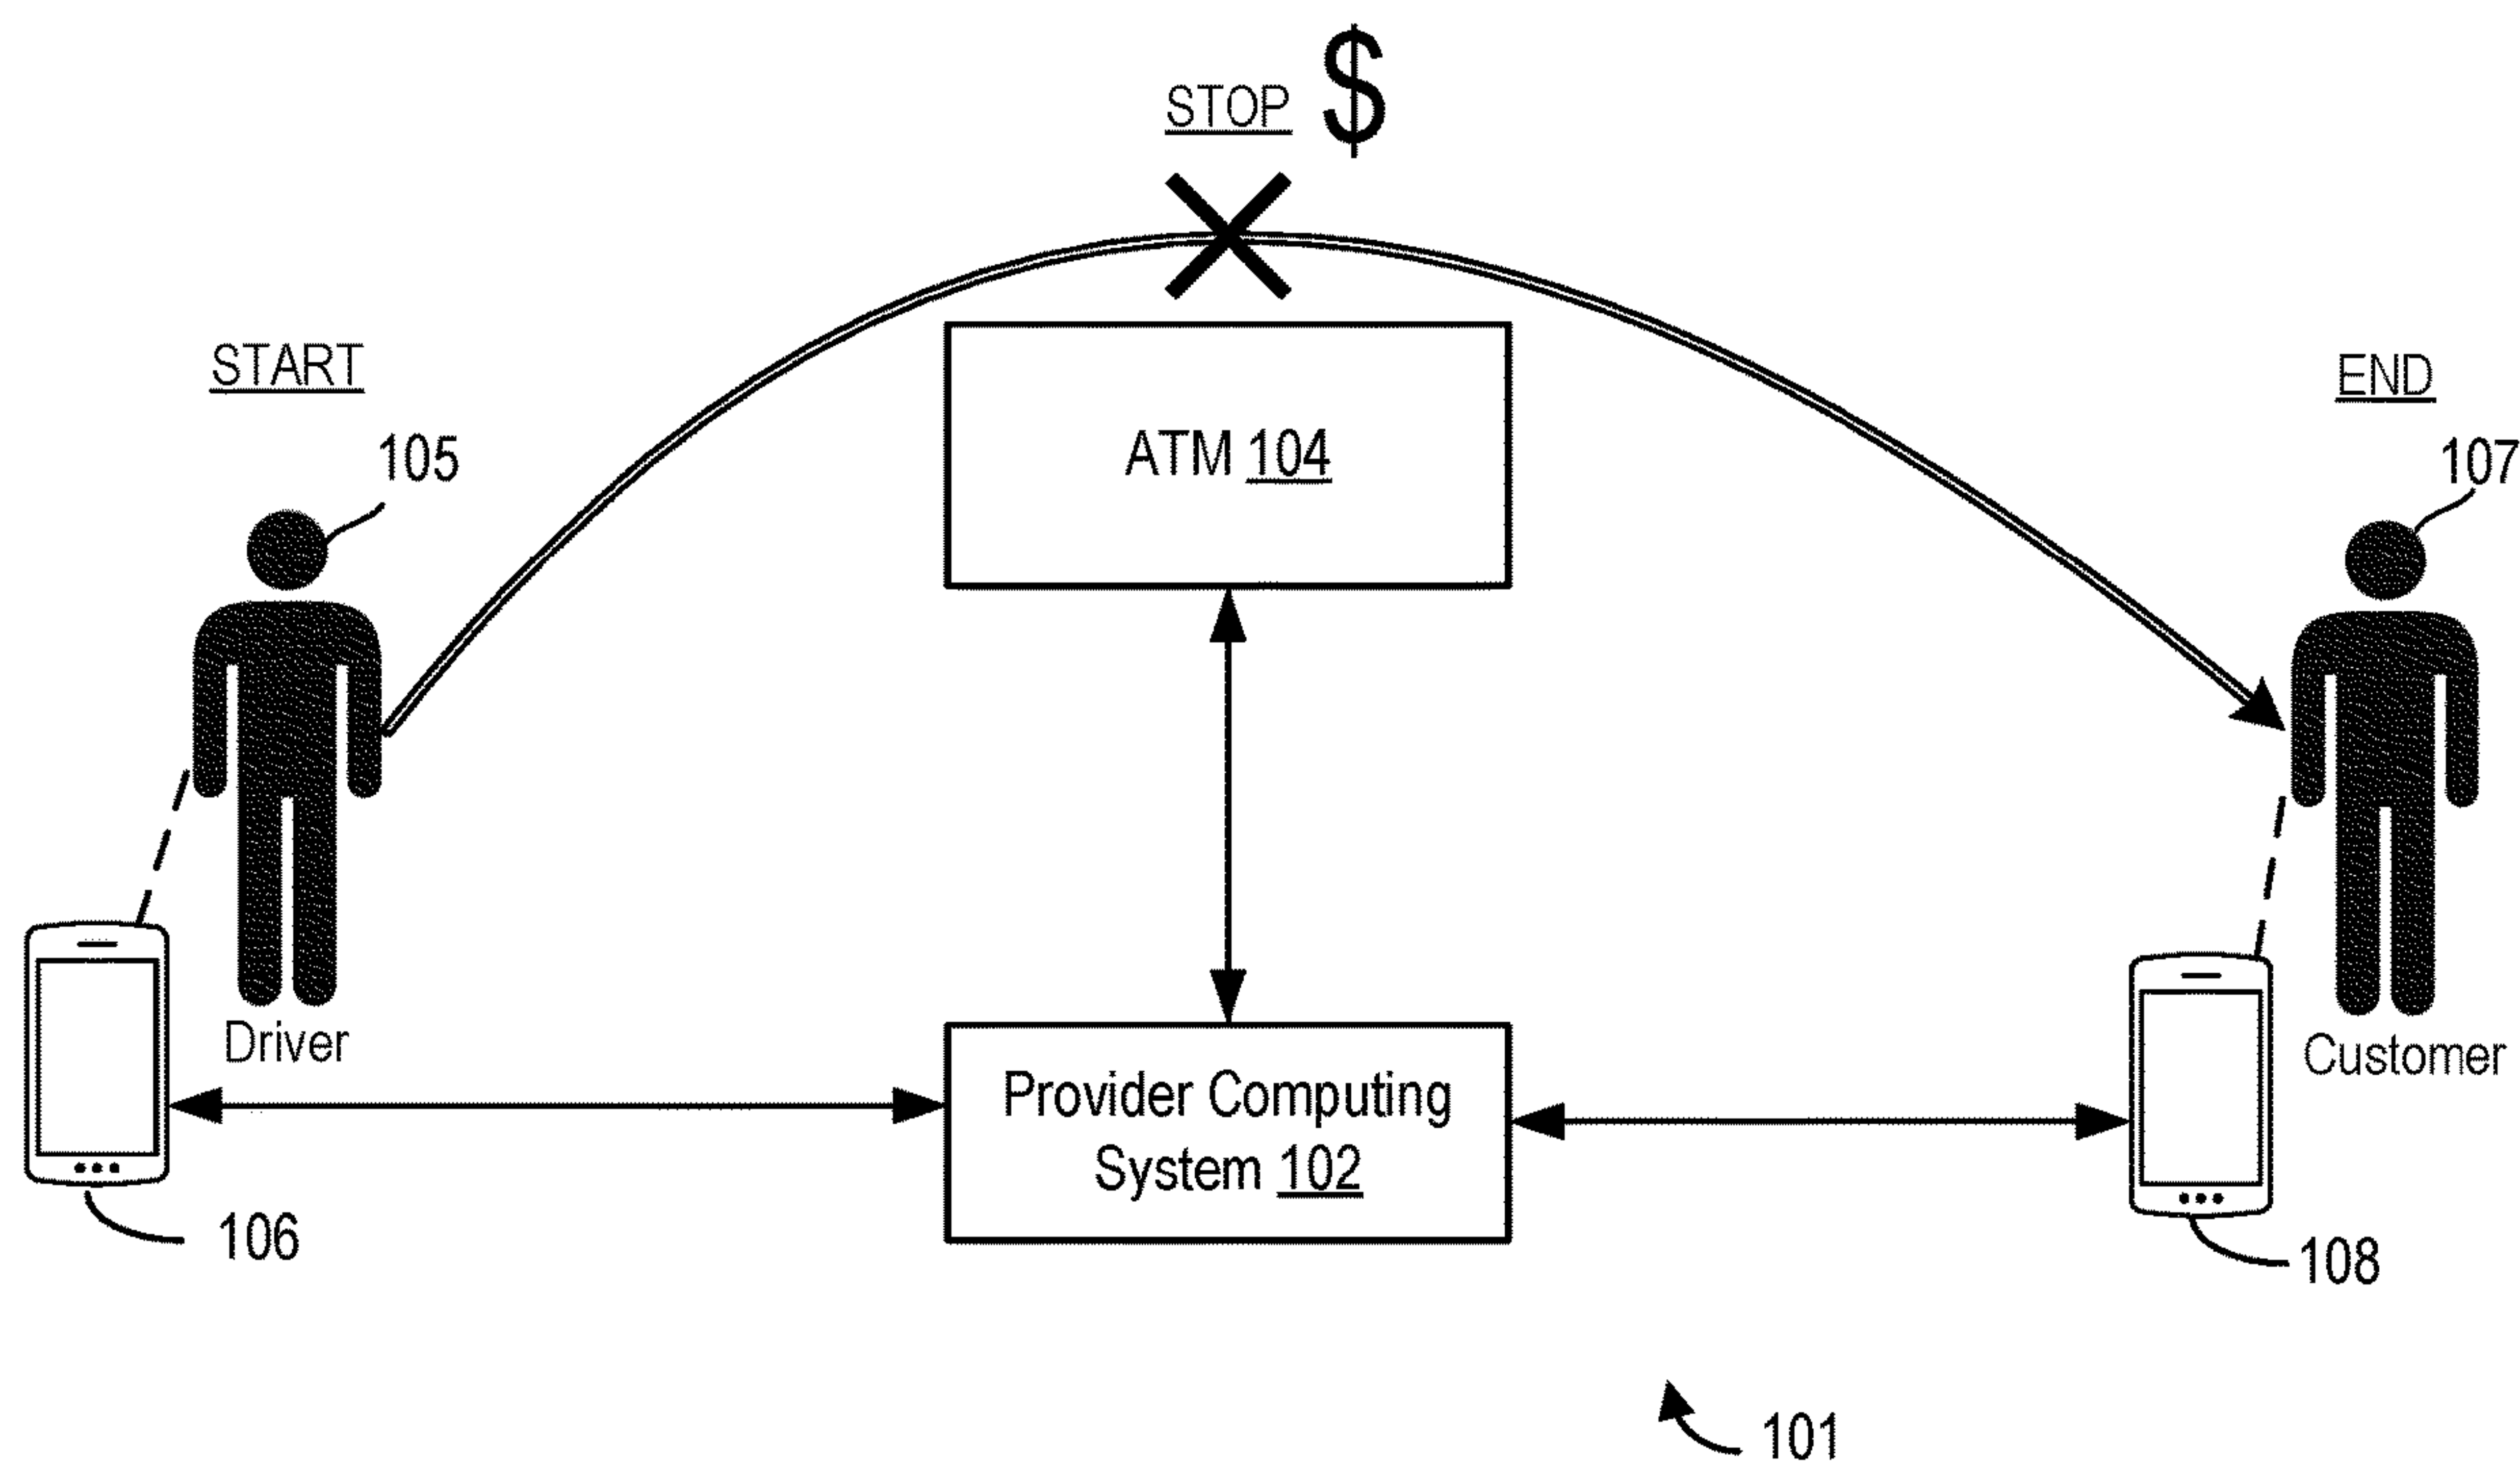 STOP $
START
END
105
ATM 104
107
Driver
Customer
Provider Computing
System 102
106
108
101